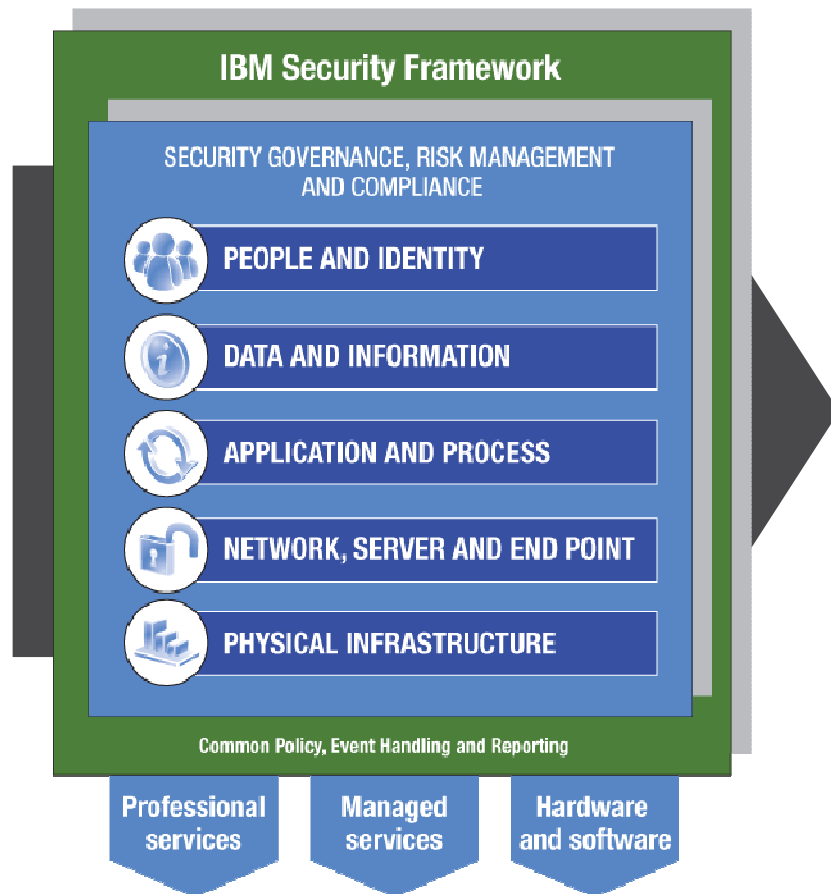 IBM Security Framework
SECURITY GOVERNANCE, RISK MANAGEMENT
AND COMPLIANCE
PEOPLE AND IDENTITY
DATA AND INFORMATION
APPLICATION AND PROCESS
NETWORK, SERVER AND END POINT
PHYSICAL INFRASTRUCTURE
Common Policy, Event Handling and Reporting
Professional
services
Managed
services
Hardware
and software